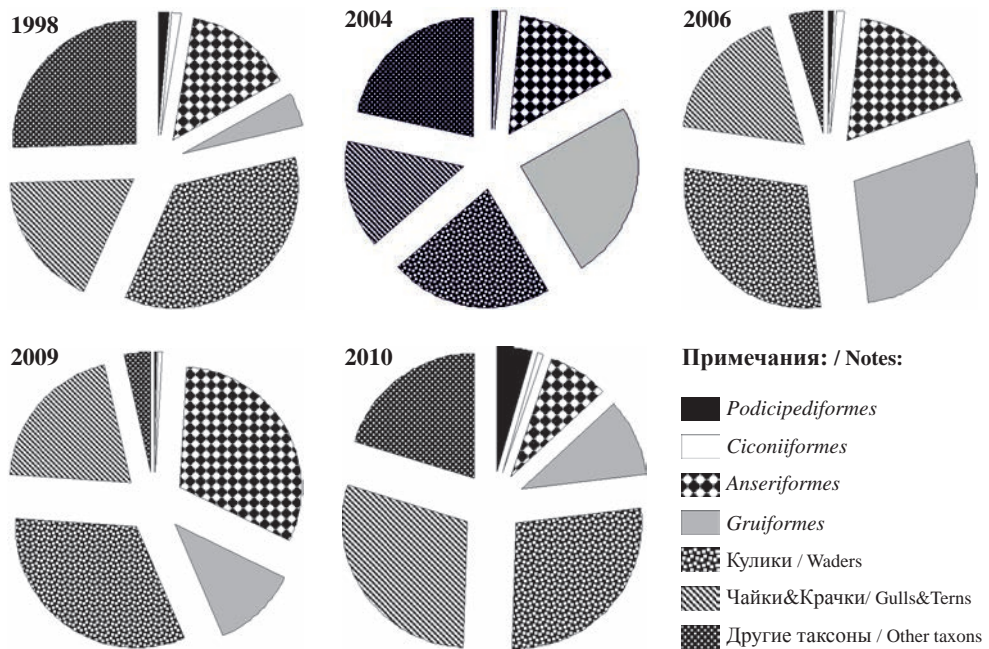 1998
2004
2006
2009
2010
Примечания: / Notes:
Podicipediformes
Ciconiiformes
Anseriformes
Gruiformes
Кулики / Waders
Чайки&Крачки/ Gulls&Terns
Другие таксоны / Other taxons